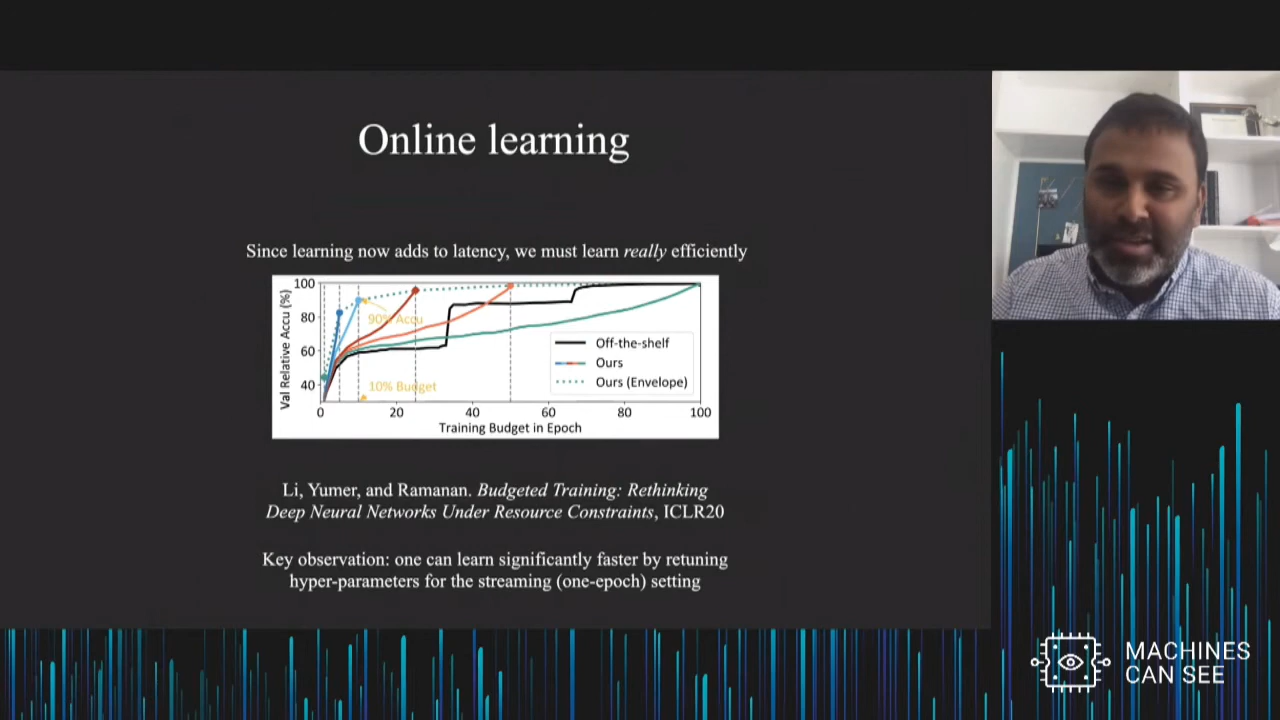 Online learning
Since learning now adds to latency, we must learn really efficiently
Val Relative Accu (%)
100
80
60
40
90% Accu
10% Budget
Off-the-shelf
Ours
Ours (Envelope)
0
20
40
60
80
100
Training Budget in Epoch
Li, Yumer, and Ramanan. Budgeted Training: Rethinking
Deep Neural Networks Under Resource Constraints, ICLR20
Key observation: one can learn significantly faster by retuning
hyper-parameters for the streaming (one-epoch) setting
MACHINES
CAN SEE